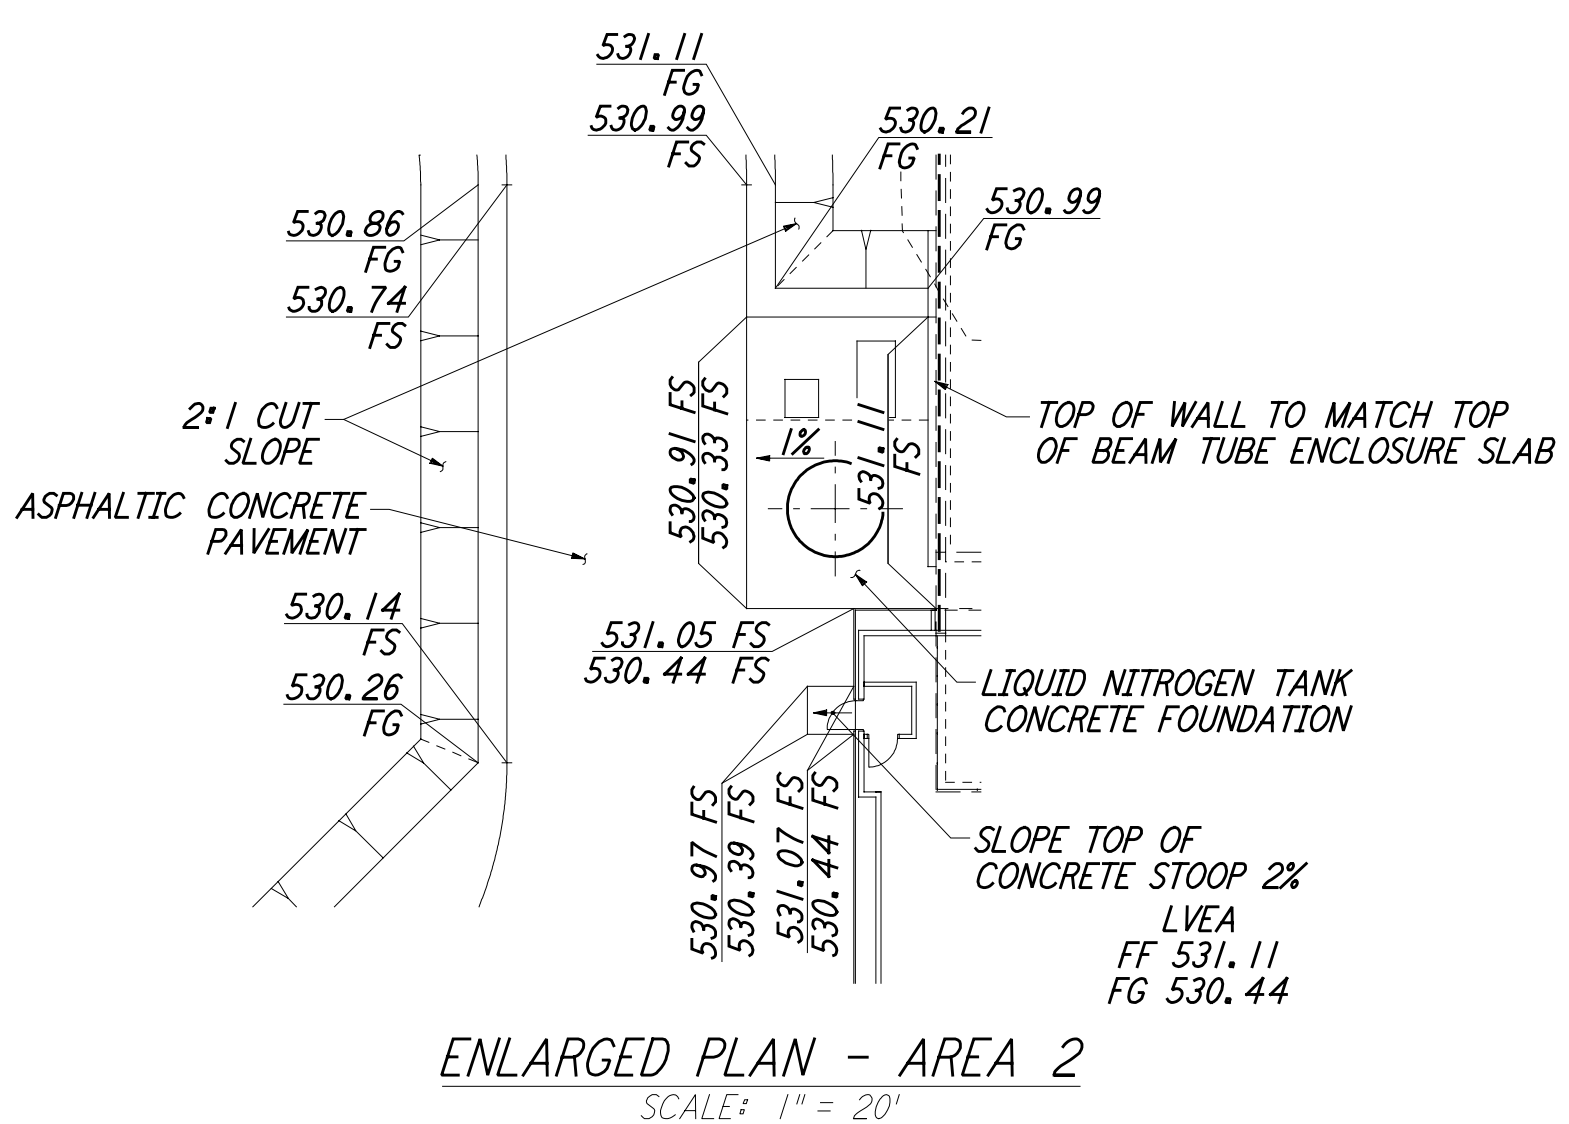 531.11
FG
530.99
FS
530.21
FG
530.99
FG
530.86
FG
530.74
FS
2:1 CUT
SLOPE
530.91 FS
530.33 FS
1%
531.11
FS
TOP OF WALL TO MATCH TOP
OF BEAM TUBE ENCLOSURE SLAB
ASPHALTIC CONCRETE
PAVEMENT
530.14
FS
530.26
FG
531.05 FS
530.44 FS
LIQUID NITROGEN TANK
CONCRETE FOUNDATION
530.97 FS
530.39 FS
531.07 FS
530.44 FS
SLOPE TOP OF
CONCRETE STOOP 2%
LVEA
FF 531.11
FG 530.44
ENLARGED PLAN - AREA 2
SCALE: 1" = 20'